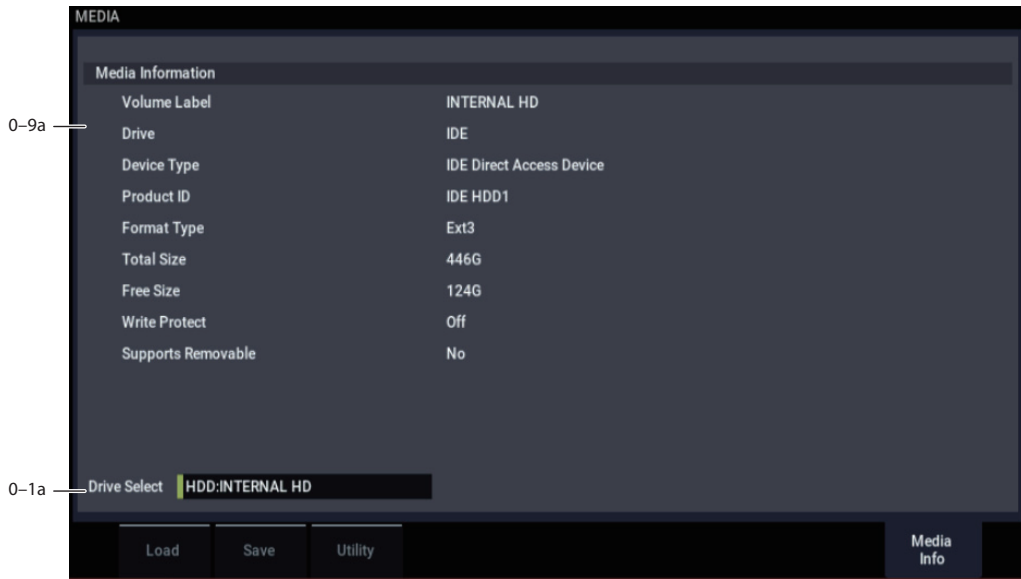 MEDIA
Media Information
Volume Label INTERNAL HD
0–9a
Drive IDE
Device Type IDE Direct Access Device
Product ID IDE HDD1
Format Type Ext3
Total Size 446G
Free Size 124G
Write Protect Off
Supports Removable No
0–1a
Drive Select HDD:INTERNAL HD
Load Save Utility Media Info